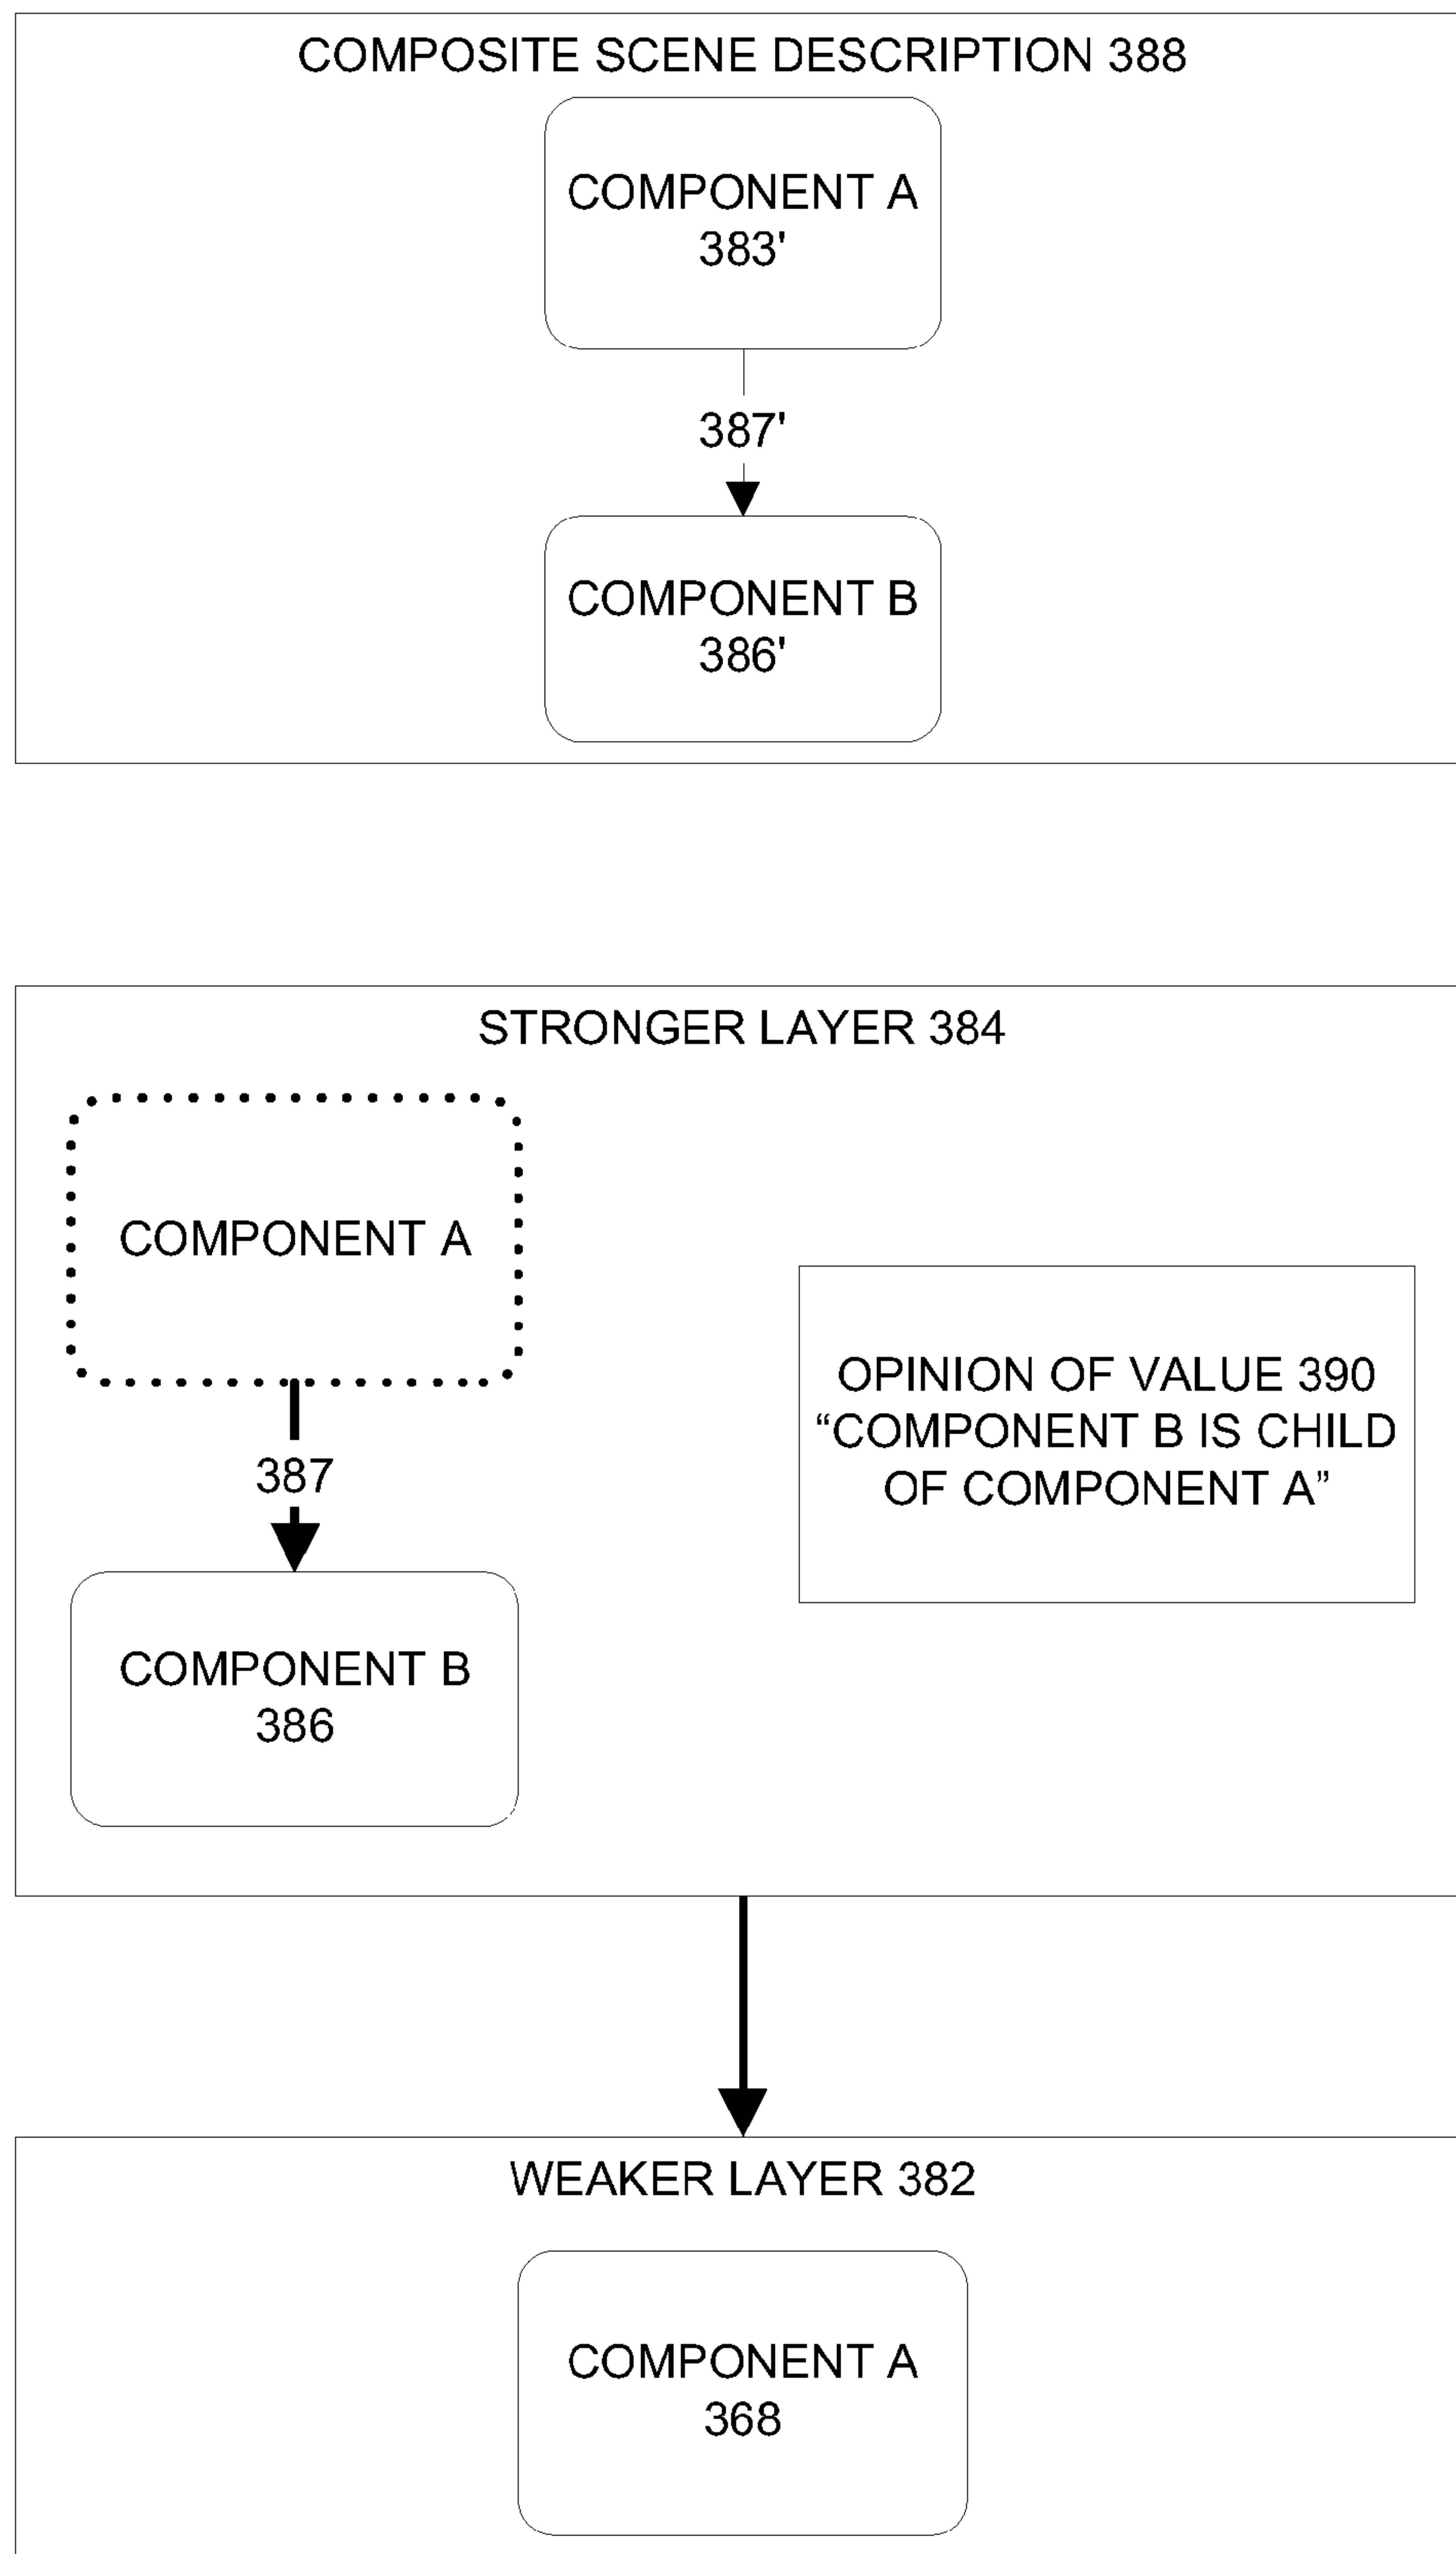 COMPOSITE SCENE DESCRIPTION 388
COMPONENT A
383'
387'
COMPONENT B
386'
STRONGER LAYER 384
COMPONENT A
387
COMPONENT B
386
OPINION OF VALUE 390
“COMPONENT B IS CHILD
OF COMPONENT A”
WEAKER LAYER 382
COMPONENT A
368